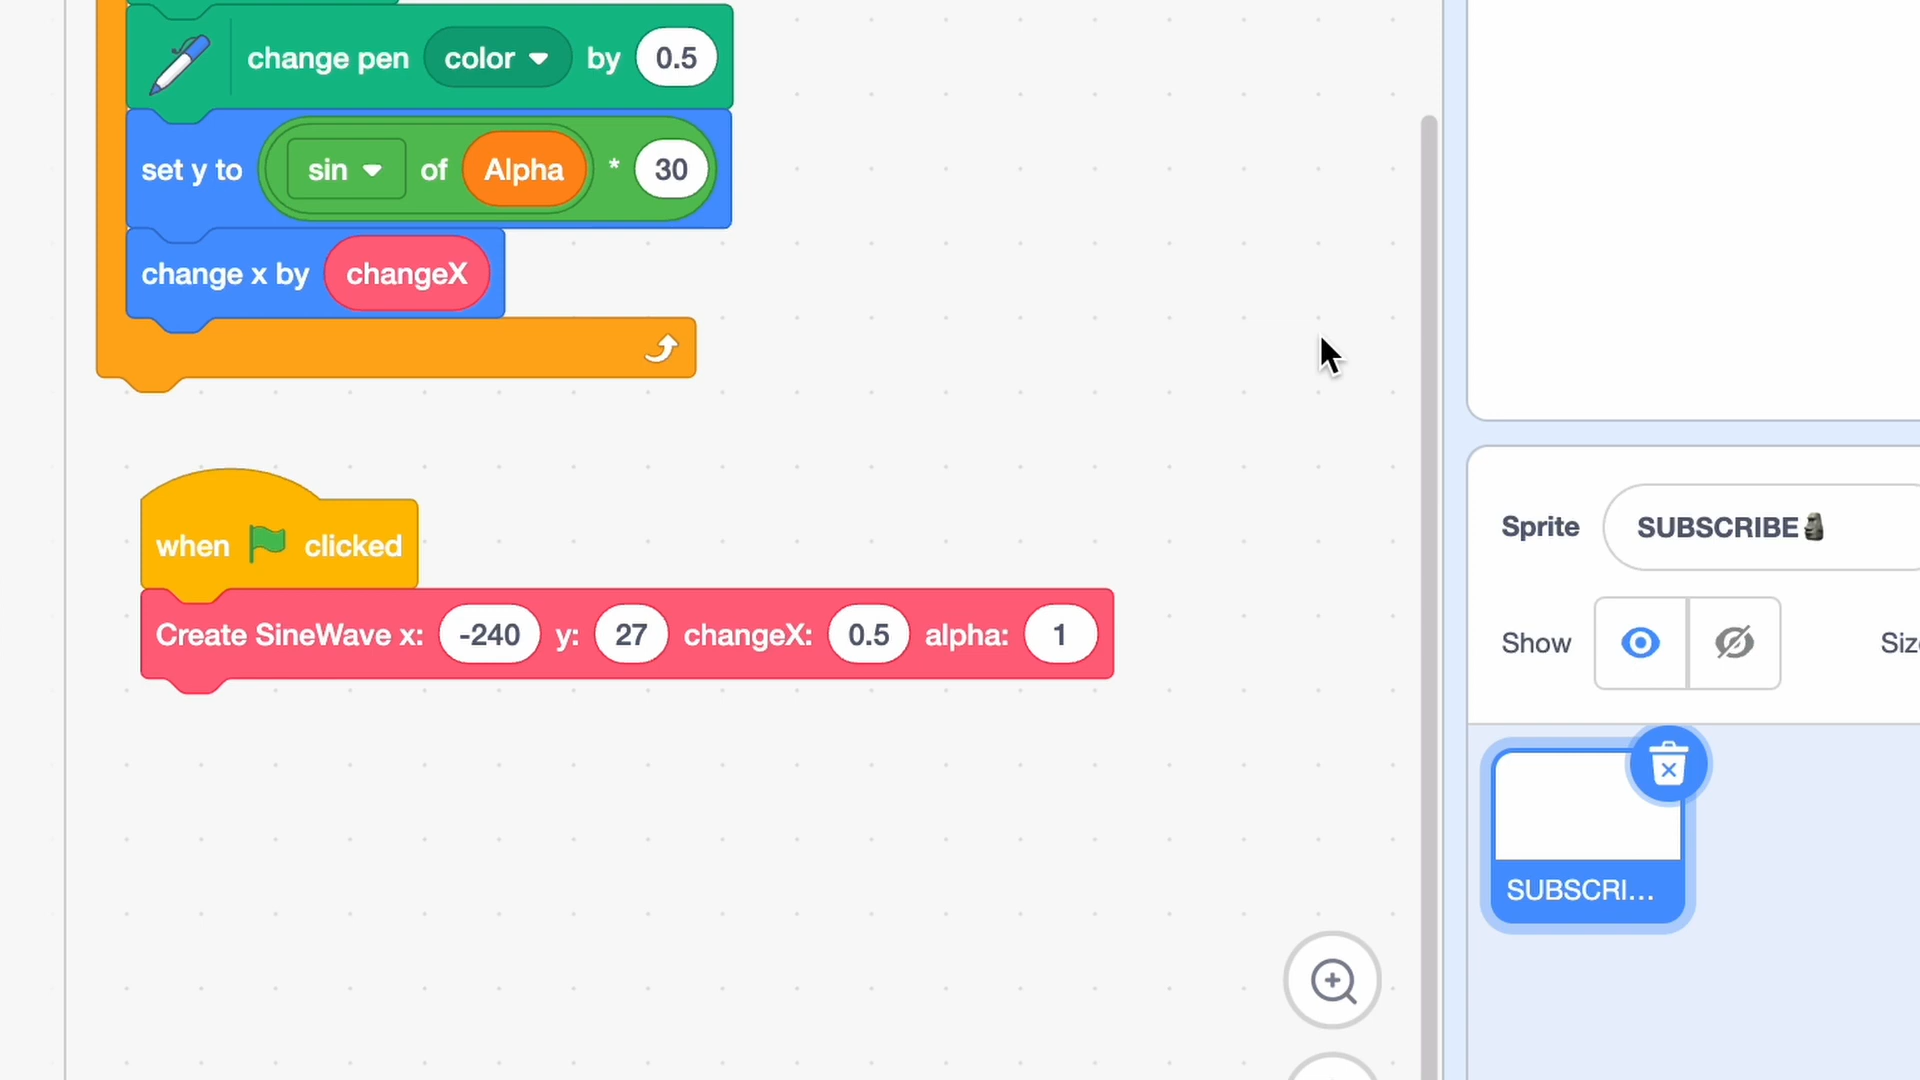 change pen color by 0.5
set y to sin of Alpha * 30
change x by changeX
when clicked
Create SineWave x: -240 y: 27 changeX: 0.5 alpha: 1
Sprite SUBSCRIBE🗿
Show Siz
SUBSCRI...